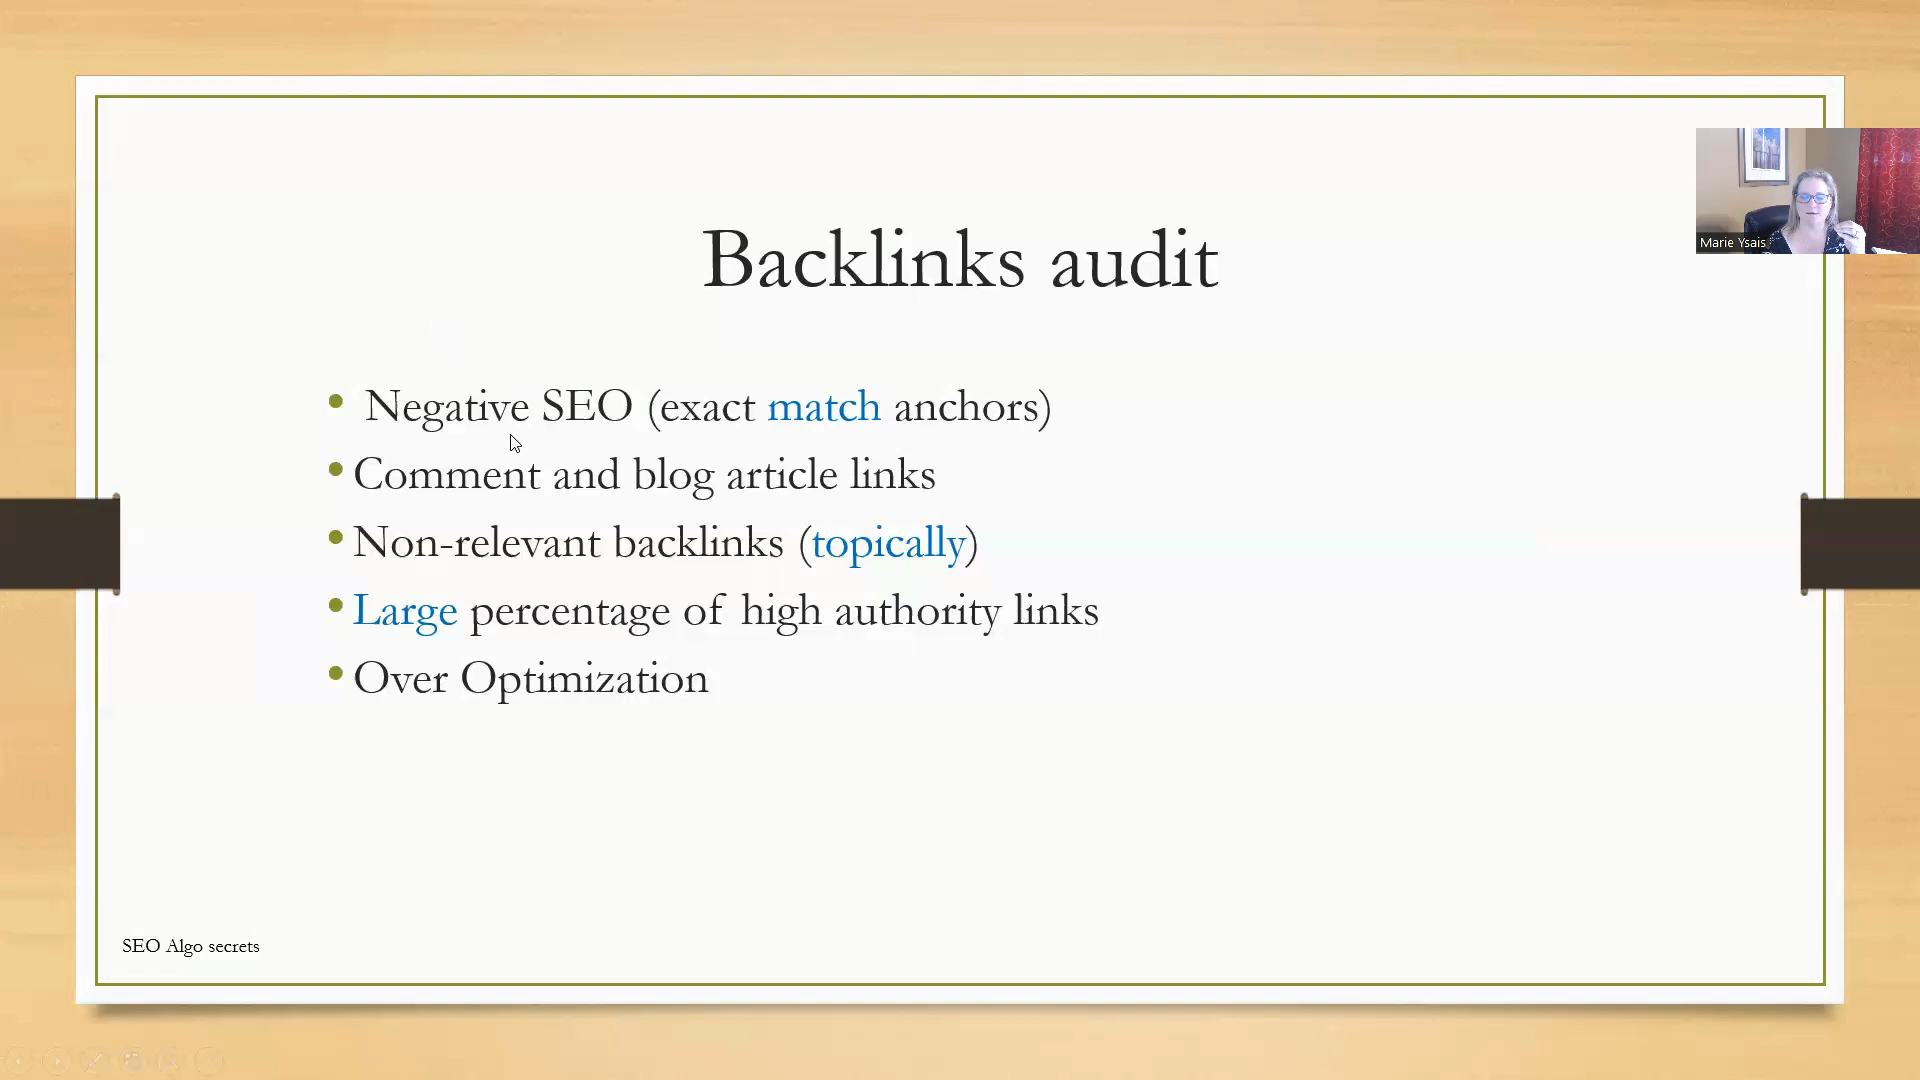 Backlinks audit
Marie Ysais
• Negative SEO (exact match anchors)
• Comment and blog article links
• Non-relevant backlinks (topically)
• Large percentage of high authority links
• Over Optimization
SEO Algo secrets